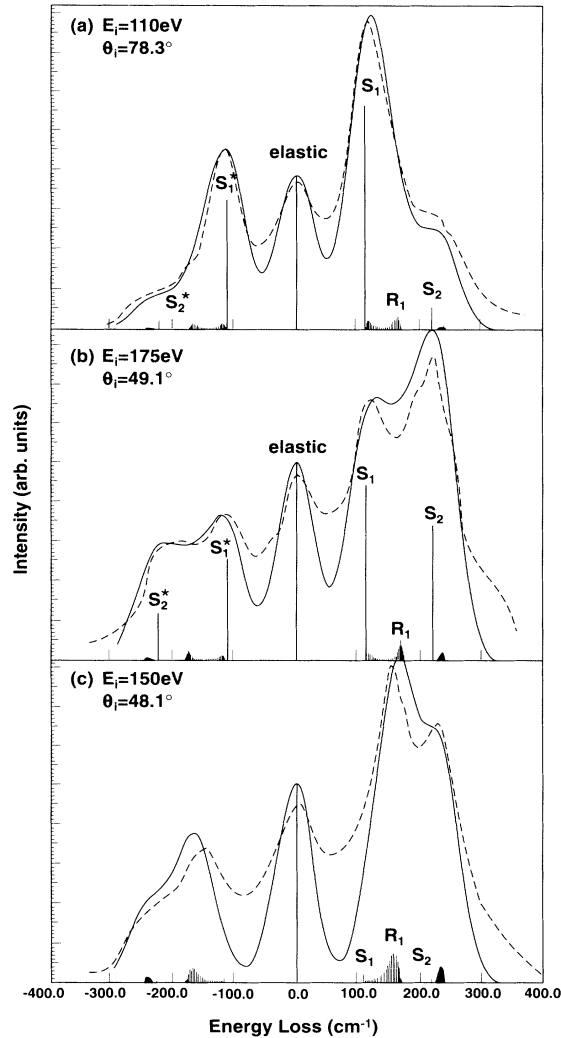 (a) Eᵢ=110eV
θᵢ=78.3°
S₁
elastic
S₁*
S₂*
R₁
S₂
(b) Eᵢ=175eV
θᵢ=49.1°
elastic
S₁
S₂
S₁*
S₂*
R₁
Intensity (arb. units)
(c) Eᵢ=150eV
θᵢ=48.1°
R₁
S₁
S₂
-400.0 -300.0 -200.0 -100.0 0.0 100.0 200.0 300.0 400.0
Energy Loss (cm⁻¹)